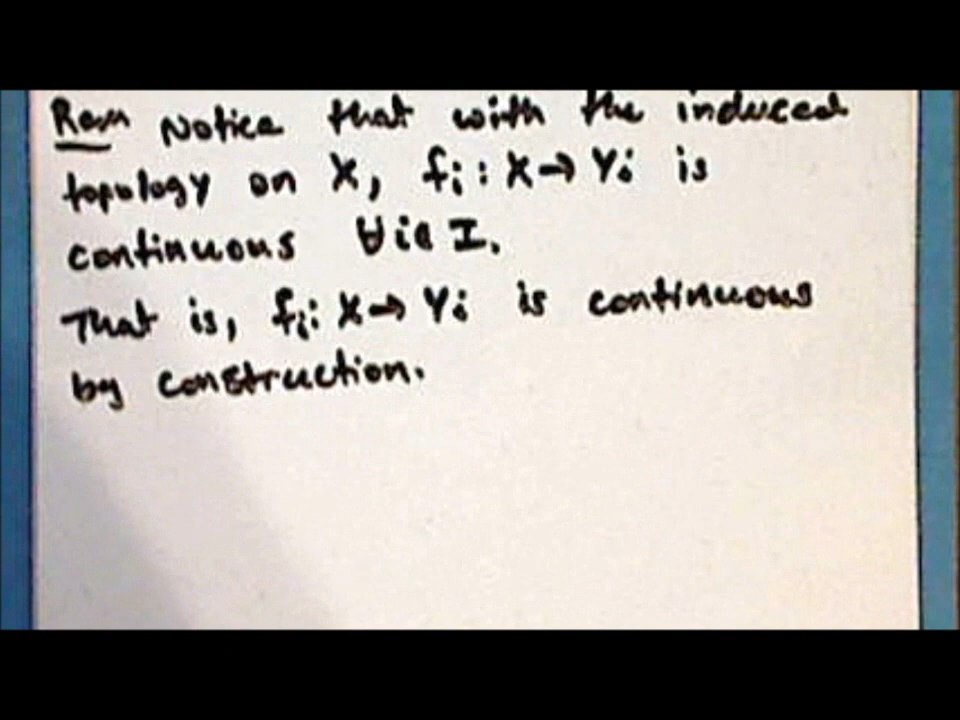 Rem Notice that with the induced
topology on X, fᵢ: X → Yᵢ is
continuous ∀ i ∈ I.
That is, fᵢ: X → Yᵢ is continuous
by construction.